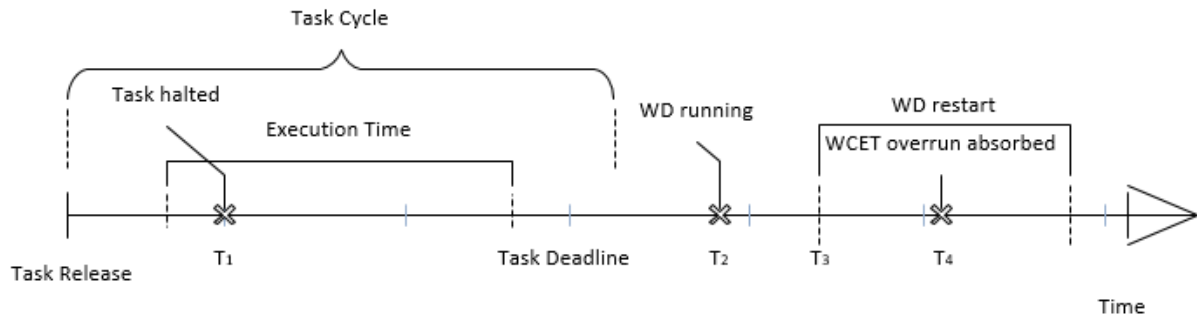 Task Cycle
Task halted
WD running
WD restart
Execution Time
WCET overrun absorbed
Task Release
T1
Task Deadline
T2
T3
T4
Time